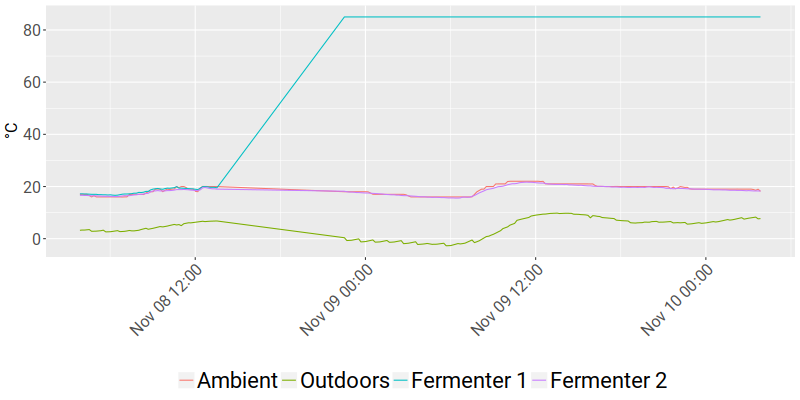 °C
80
60
40
20
0
Nov 08 12:00
Nov 09 00:00
Nov 09 12:00
Nov 10 00:00
Ambient Outdoors Fermenter 1 Fermenter 2